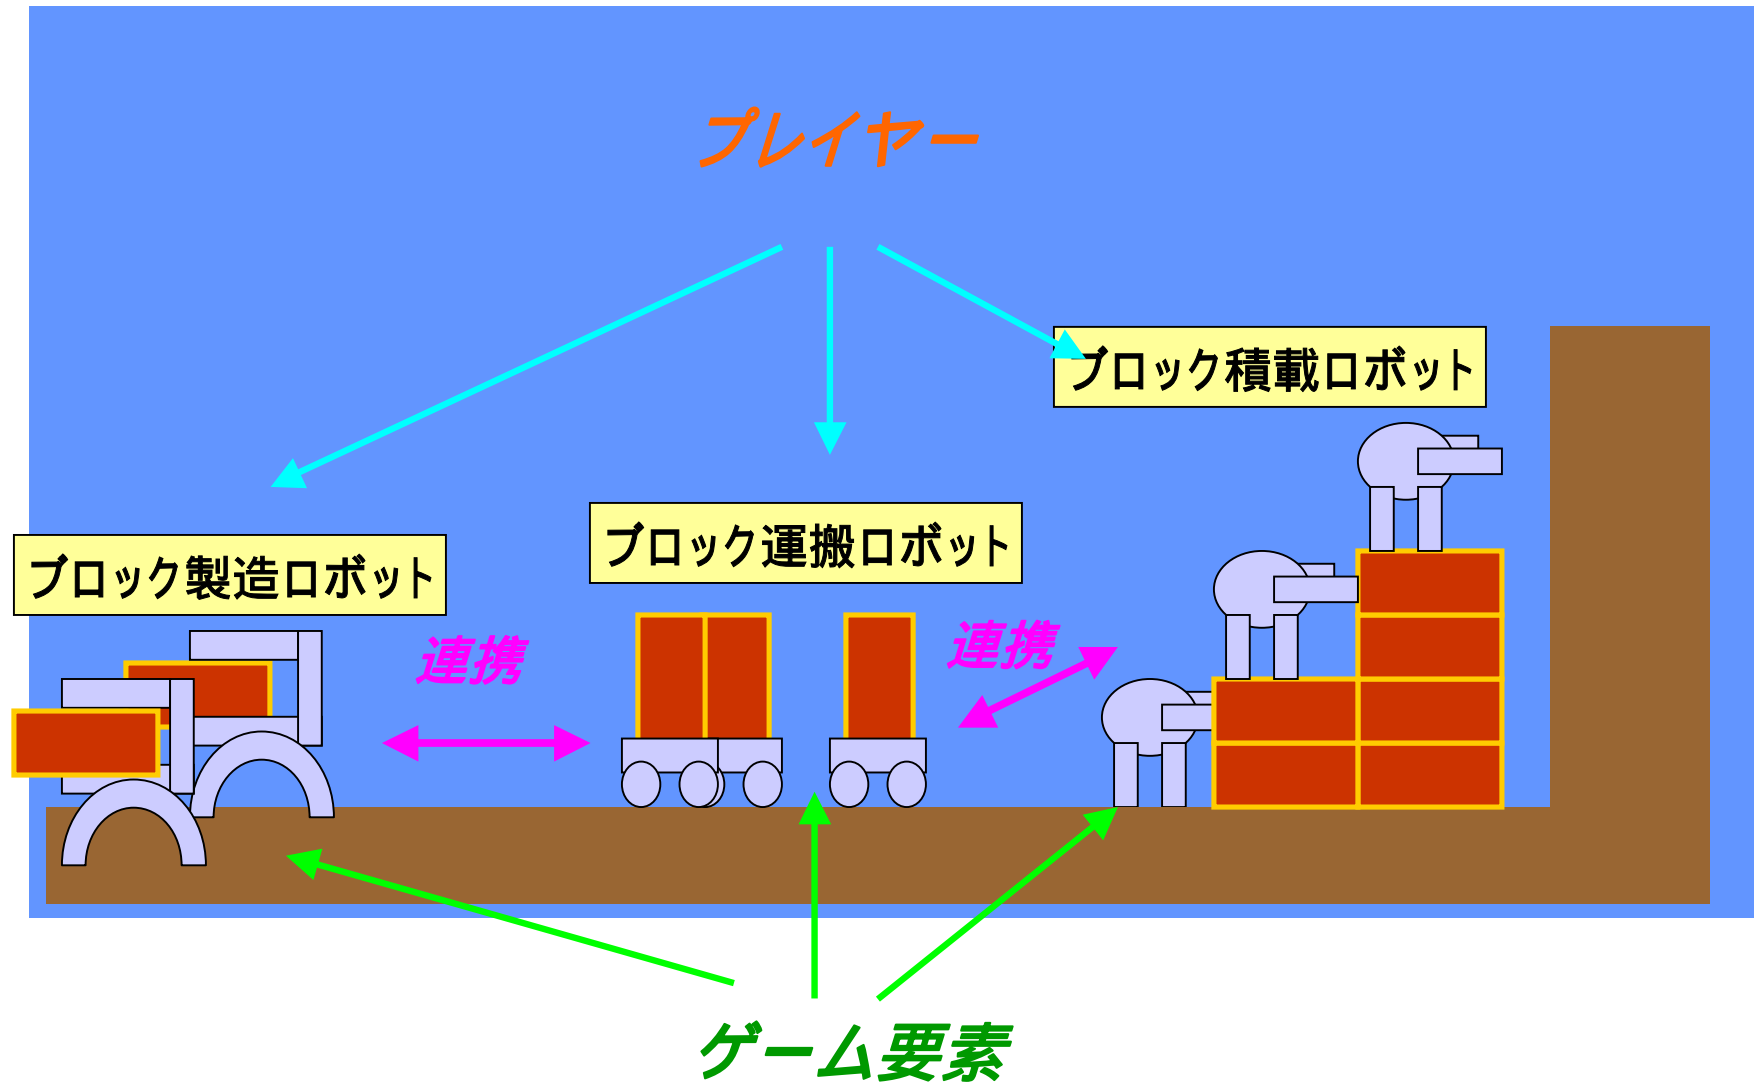 プレイヤー
ブロック積載ロボット
ブロック運搬ロボット
ブロック製造ロボット
連携
連携
ゲーム要素